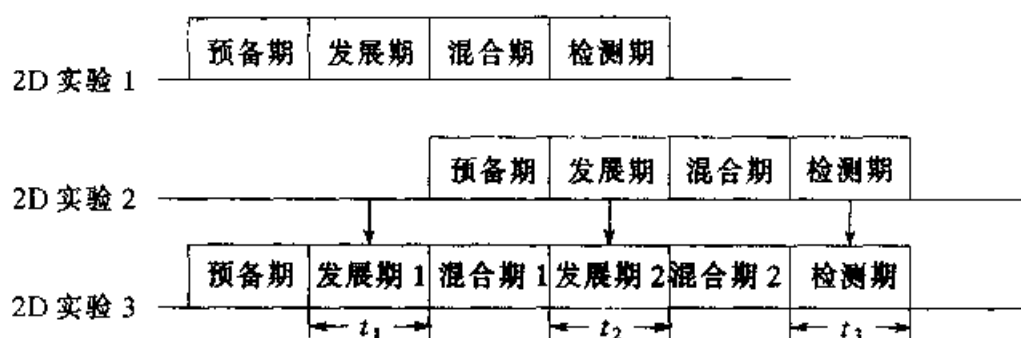 预备期 发展期 混合期 检测期
2D 实验 1
预备期 发展期 混合期 检测期
2D 实验 2
预备期 发展期 1 混合期 1 发展期 2 混合期 2 检测期
2D 实验 3
t₁ t₂ t₃